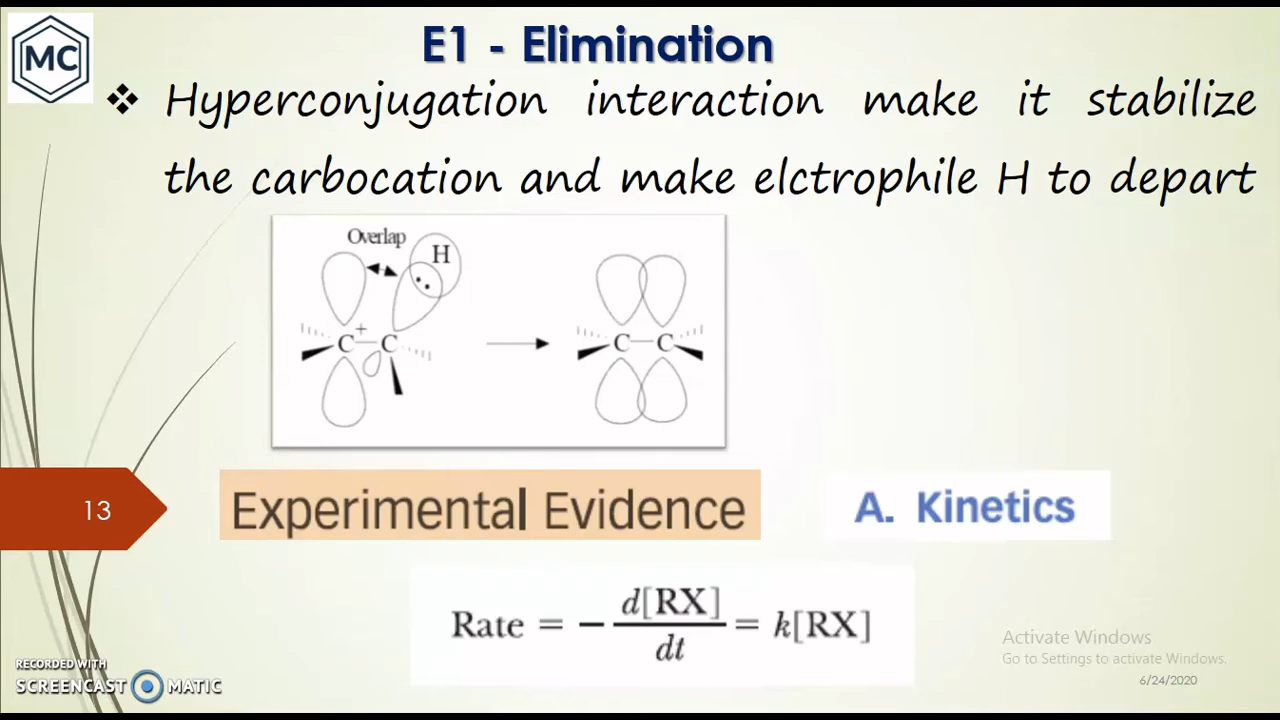 MC
E1 - Elimination
❖ Hyperconjugation interaction make it stabilize
the carbocation and make elctrophile H to depart
Overlap
H
+
C—C
C—C
13
Experimental Evidence
A. Kinetics
Rate = − d[RX]/dt = k[RX]
Activate Windows
Go to Settings to activate Windows.
RECORDED WITH
SCREENCAST MATIC
6/24/2020